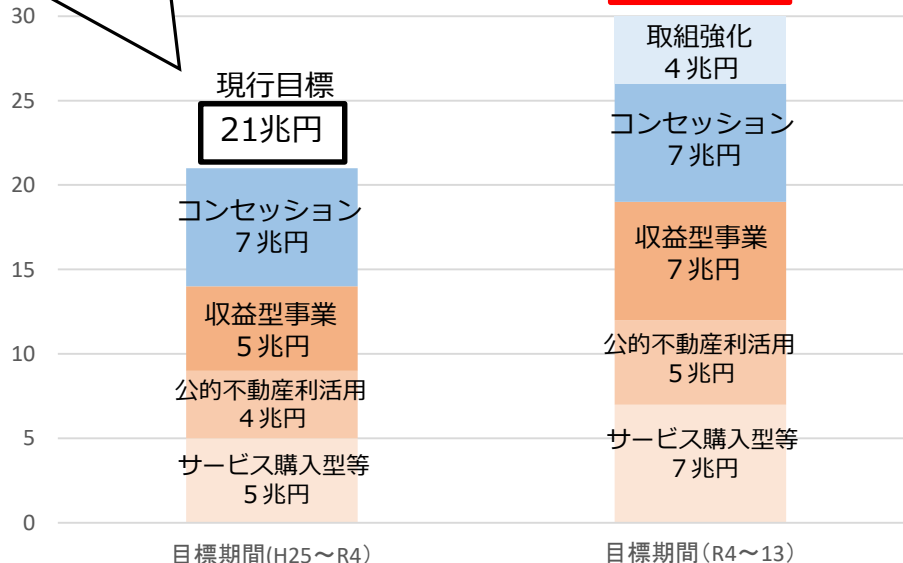 30
25
20
15
10
5
0
現行目標
21兆円
コンセッション
7兆円
収益型事業
5兆円
公的不動産利活用
4兆円
サービス購入型等
5兆円
目標期間(H25～R4）
取組強化
4兆円
コンセッション
7兆円
収益型事業
7兆円
公的不動産利活用
5兆円
サービス購入型等
7兆円
目標期間（R4～13）